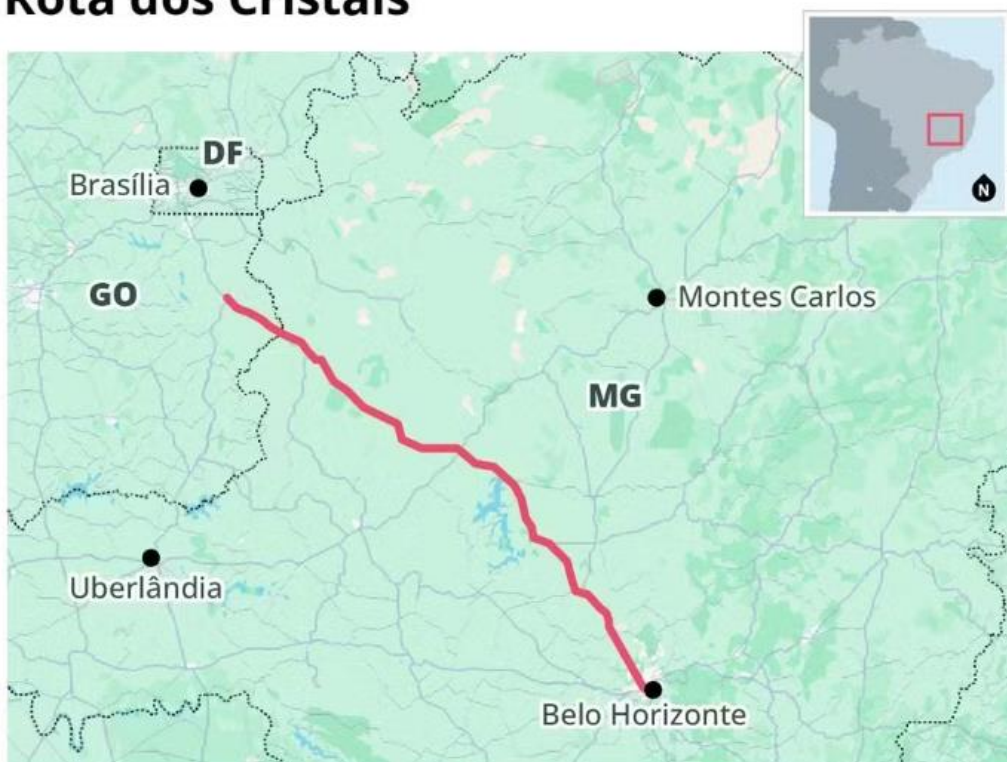 Rota dos Cristais
N
DF
Brasília
GO
Montes Carlos
MG
Uberlândia
Belo Horizonte